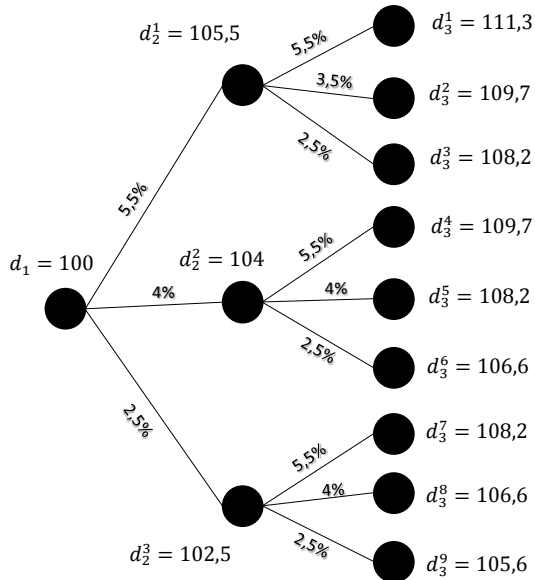 d_2^1 = 105,5
5,5%
d_3^1 = 111,3
3,5%
d_3^2 = 109,7
2,5%
d_3^3 = 108,2
5,5%
d_1 = 100
4%
d_2^2 = 104
5,5%
d_3^4 = 109,7
4%
d_3^5 = 108,2
2,5%
d_3^6 = 106,6
2,5%
5,5%
d_3^7 = 108,2
4%
d_3^8 = 106,6
2,5%
d_3^9 = 105,6
d_2^3 = 102,5